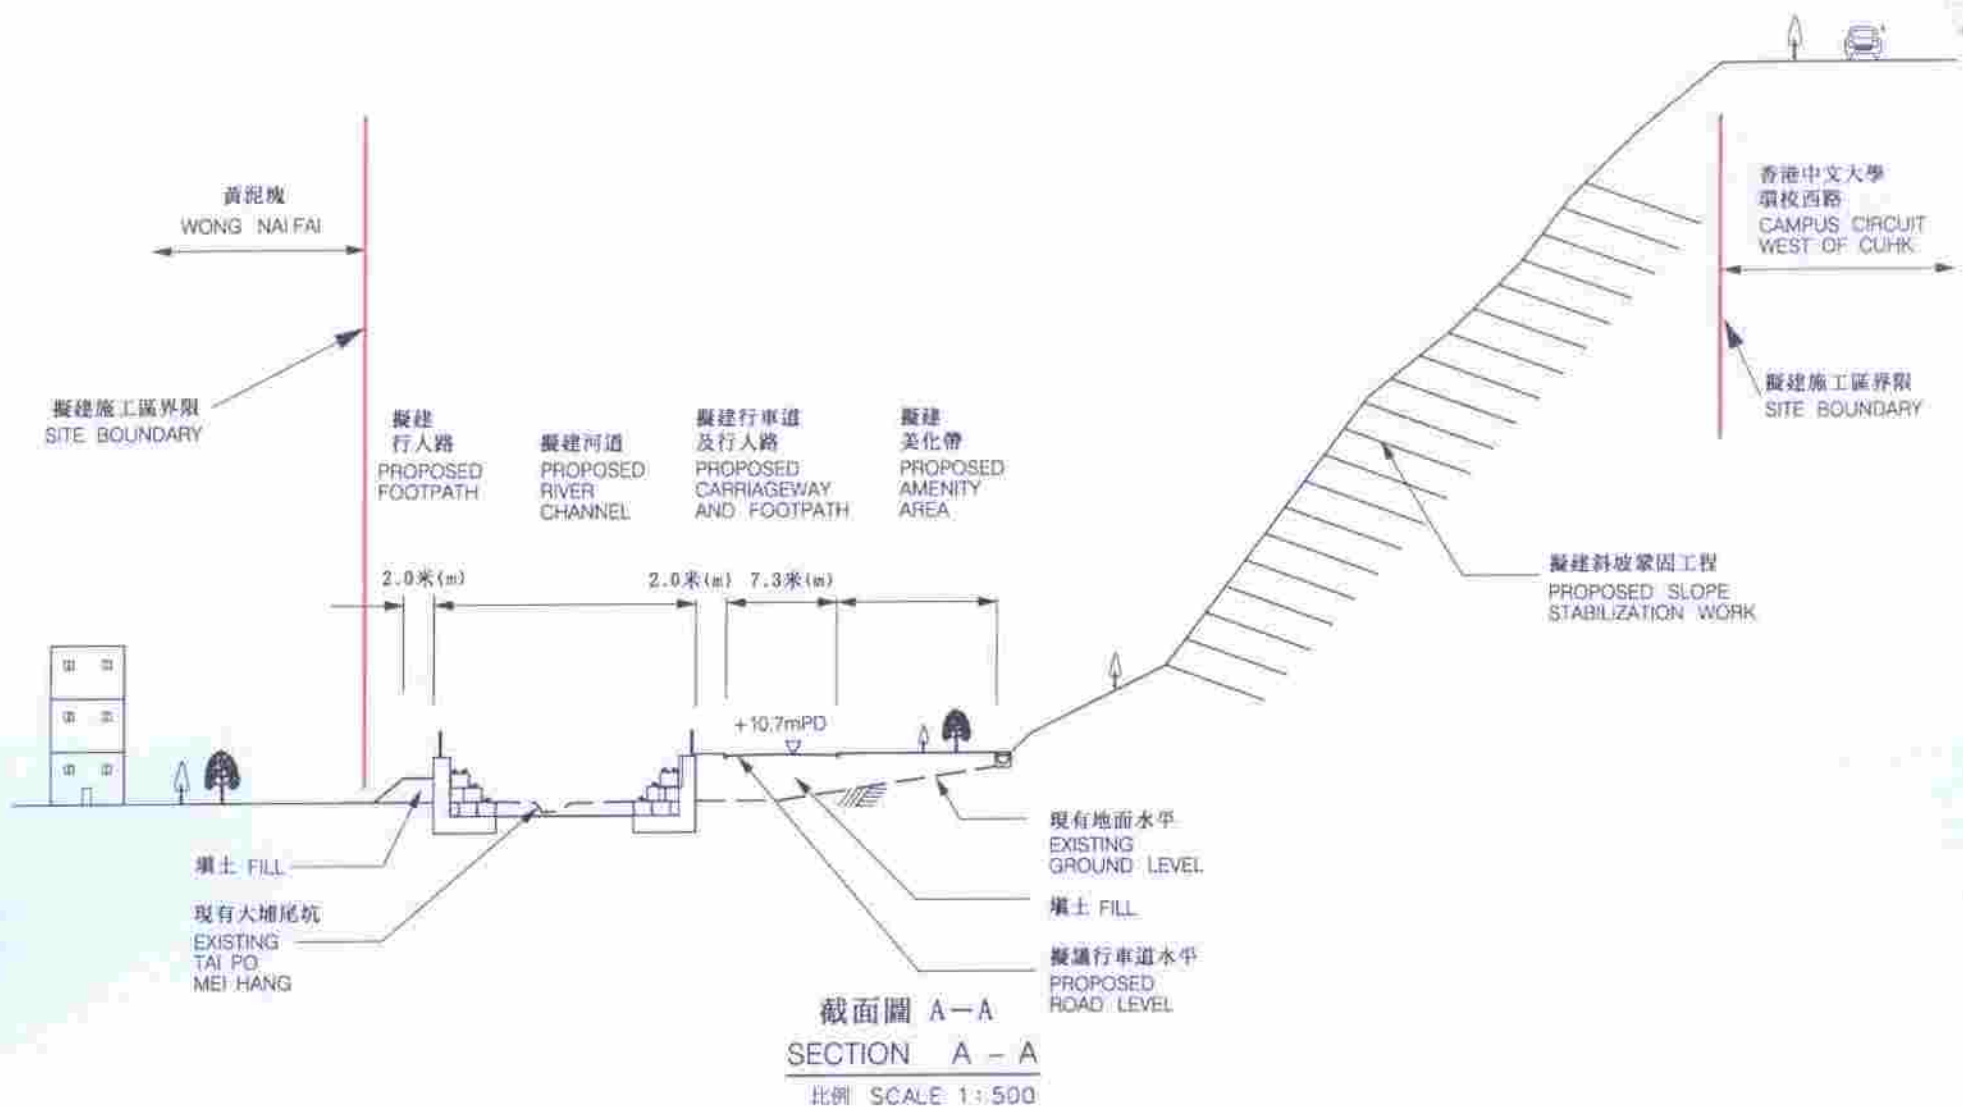 黃泥塊
WONG NAI FAI
擬建施工區界限
SITE BOUNDARY
擬建
行人路
PROPOSED
FOOTPATH
擬建河道
PROPOSED
RIVER
CHANNEL
擬建行車道
及行人路
PROPOSED
CARRIAGEWAY
AND FOOTPATH
擬建
美化帶
PROPOSED
AMENITY
AREA
香港中文大學
環校西路
CAMPUS CIRCUIT
WEST OF CUHK
擬建施工區界限
SITE BOUNDARY
2.0米(m)
2.0米(m)
7.3米(m)
擬建斜坡鞏固工程
PROPOSED SLOPE
STABILIZATION WORK
+10.7mPD
填土 FILL
現有大埔尾坑
EXISTING
TAI PO
MEI HANG
現有地面水平
EXISTING
GROUND LEVEL
填土 FILL
擬議行車道水平
PROPOSED
ROAD LEVEL
截面圖 A-A
SECTION A - A
比例 SCALE 1:500